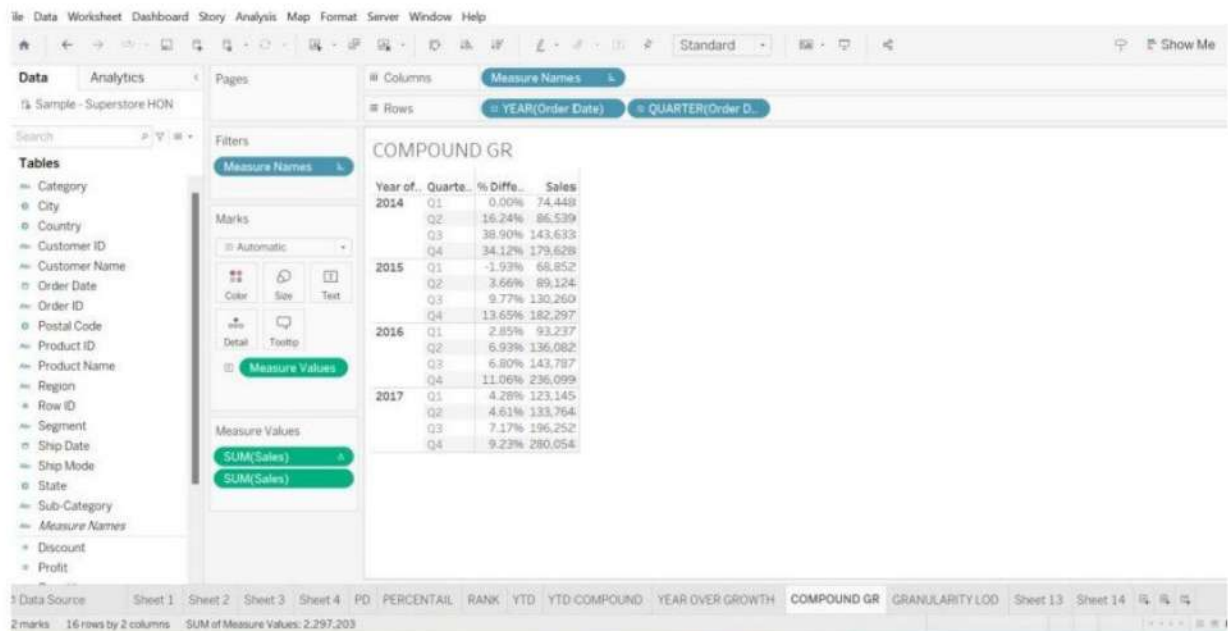 ile Data Worksheet Dashboard Story Analysis Map Format Server Window Help
Standard Show Me
Data Analytics
Sample - Superstore HON
Search
Tables
Abc Category
City
Country
Abc Customer ID
Abc Customer Name
Order Date
Abc Order ID
Postal Code
Abc Product ID
Abc Product Name
Abc Region
Row ID
Abc Segment
Ship Date
Abc Ship Mode
State
Abc Sub-Category
Abc Measure Names
Discount
Profit
Pages
Filters
Measure Names
Marks
Automatic
Color Size Text
Detail Tooltip
Measure Values
Measure Values
SUM(Sales)
SUM(Sales)
Columns Measure Names
Rows YEAR(Order Date) QUARTER(Order D..
COMPOUND GR
Year of.. Quarte.. % Diffe.. Sales
2014 Q1 0.00% 74,448
Q2 16.24% 86,539
Q3 38.90% 143,633
Q4 34.12% 179,628
2015 Q1 -1.93% 68,852
Q2 3.66% 89,124
Q3 9.77% 130,260
Q4 13.65% 182,297
2016 Q1 2.85% 93,237
Q2 6.93% 136,082
Q3 6.80% 143,787
Q4 11.06% 236,099
2017 Q1 4.28% 123,145
Q2 4.61% 133,764
Q3 7.17% 196,252
Q4 9.23% 280,054
Data Source Sheet 1 Sheet 2 Sheet 3 Sheet 4 PD PERCENTAIL RANK YTD YTD COMPOUND YEAR OVER GROWTH COMPOUND GR GRANULARITY LOD Sheet 13 Sheet 14
2 marks 16 rows by 2 columns SUM of Measure Values: 2,297,203